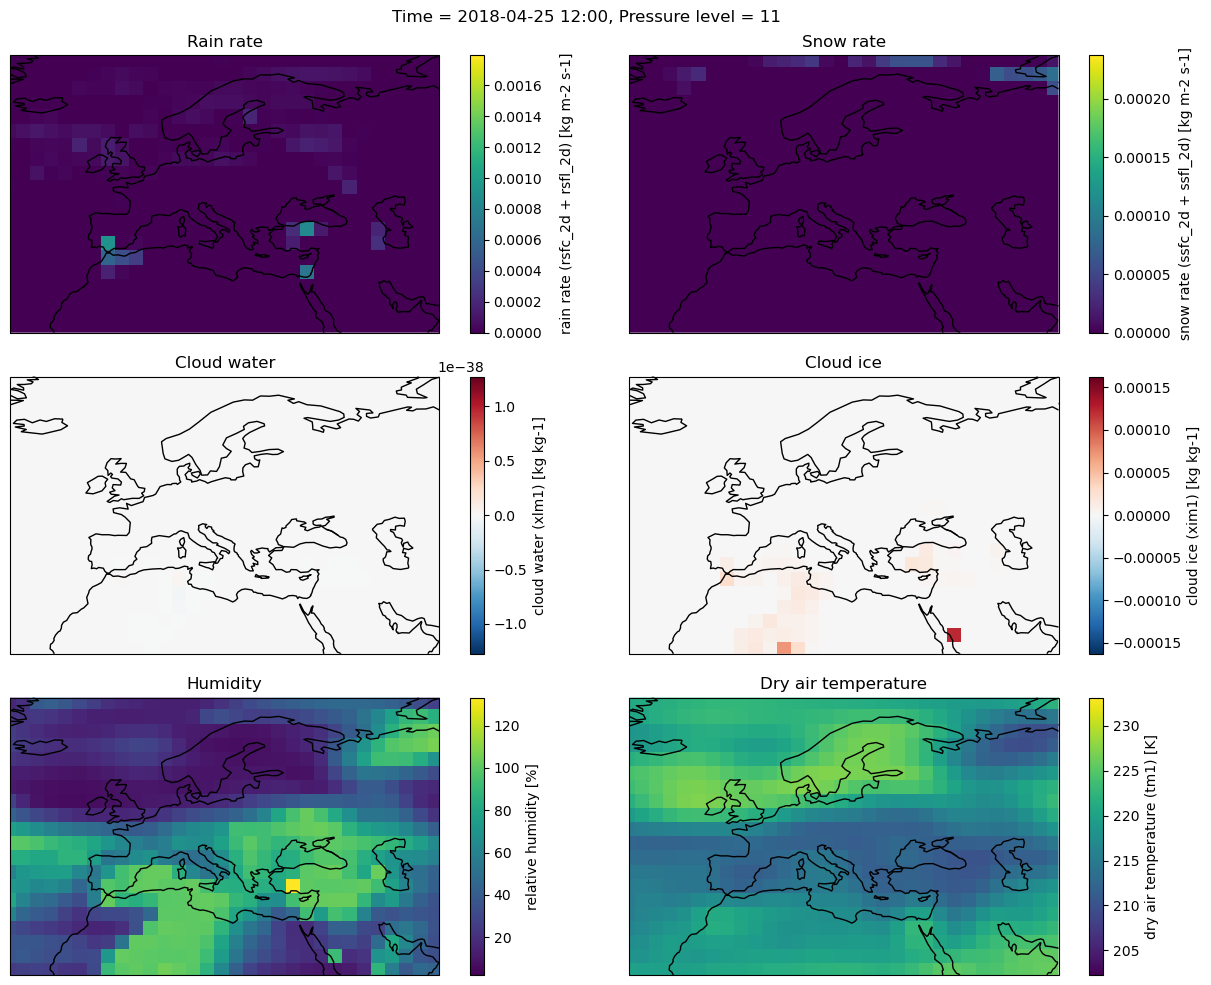 Time = 2018-04-25 12:00, Pressure level = 11
Rain rate
0.0016
0.0014
0.0012
0.0010
0.0008
0.0006
0.0004
0.0002
0.0000
rain rate (rsfc_2d + rsfl_2d) [kg m-2 s-1]
Snow rate
0.00020
0.00015
0.00010
0.00005
0.00000
snow rate (ssfc_2d + ssfl_2d) [kg m-2 s-1]
Cloud water
1e−38
1.0
0.5
0.0
−0.5
−1.0
cloud water (xlm1) [kg kg-1]
Cloud ice
0.00015
0.00010
0.00005
0.00000
−0.00005
−0.00010
−0.00015
cloud ice (xim1) [kg kg-1]
Humidity
120
100
80
60
40
20
relative humidity [%]
Dry air temperature
230
225
220
215
210
205
dry air temperature (tm1) [K]